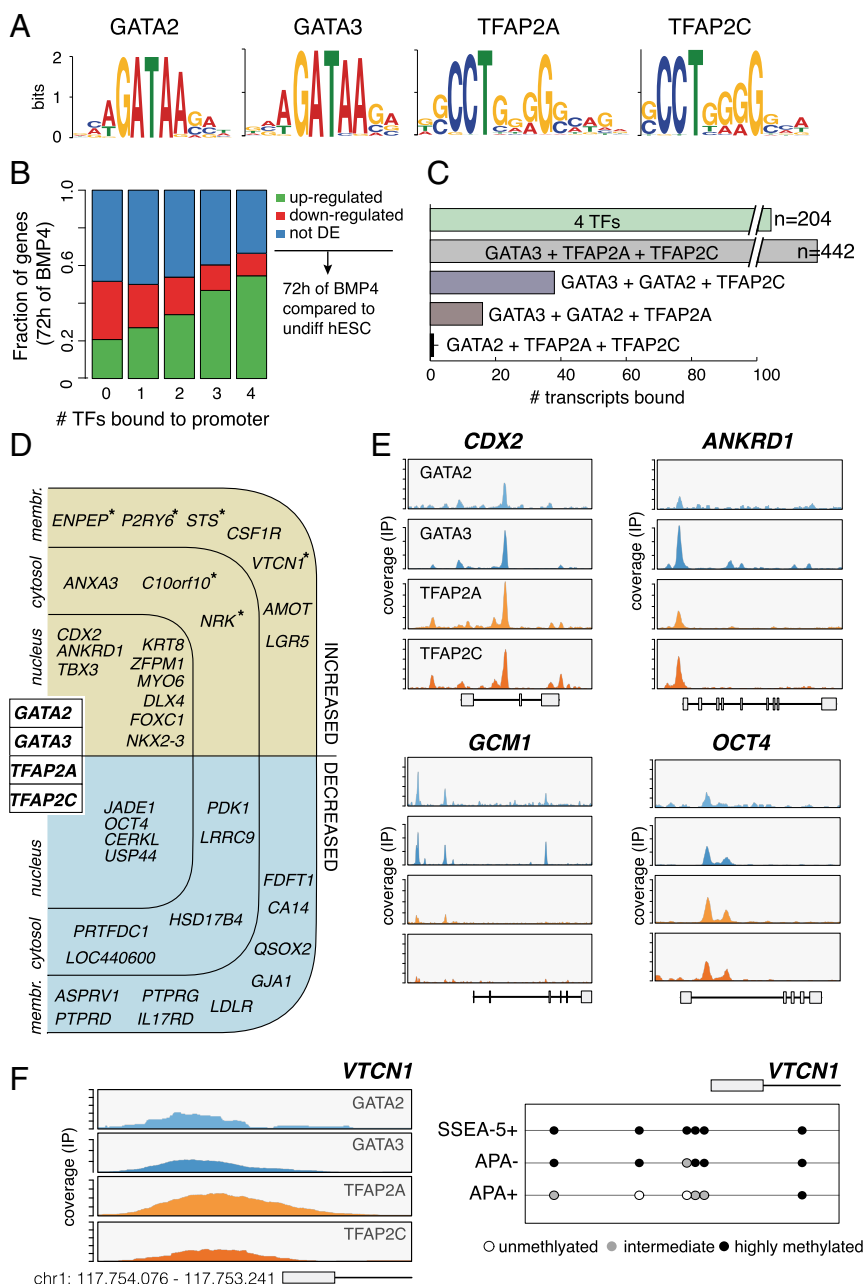 A
GATA2
GATA3
TFAP2A
TFAP2C
bits
2
1
0
B
Fraction of genes
(72h of BMP4)
1.0
0.6
0.2
0
0 1 2 3 4
# TFs bound to promoter
up-regulated
down-regulated
not DE
72h of BMP4
compared to
undiff hESC
C
4 TFs
n=204
GATA3 + TFAP2A + TFAP2C
n=442
GATA3 + GATA2 + TFAP2C
GATA3 + GATA2 + TFAP2A
GATA2 + TFAP2A + TFAP2C
0 20 40 60 80 100
# transcripts bound
D
membr.
ENPEP* P2RY6* STS*
CSF1R
VTCN1*
cytosol
ANXA3 C10orf10*
NRK*
AMOT
LGR5
nucleus
CDX2
ANKRD1
TBX3
KRT8
ZFPM1
MYO6
DLX4
FOXC1
NKX2-3
INCREASED
GATA2
GATA3
TFAP2A
TFAP2C
DECREASED
nucleus
JADE1
OCT4
CERKL
USP44
PDK1
LRRC9
FDFT1
CA14
cytosol
HSD17B4
PRTFDC1
LOC440600
QSOX2
GJA1
membr.
ASPRV1
PTPRD
PTPRG
IL17RD
LDLR
E
CDX2
coverage (IP)
GATA2
GATA3
TFAP2A
TFAP2C
ANKRD1
coverage (IP)
GCM1
coverage (IP)
OCT4
coverage (IP)
F
VTCN1
coverage (IP)
GATA2
GATA3
TFAP2A
TFAP2C
chr1: 117.754.076 - 117.753.241
VTCN1
SSEA-5+
APA-
APA+
unmethlyated intermediate highly methylated